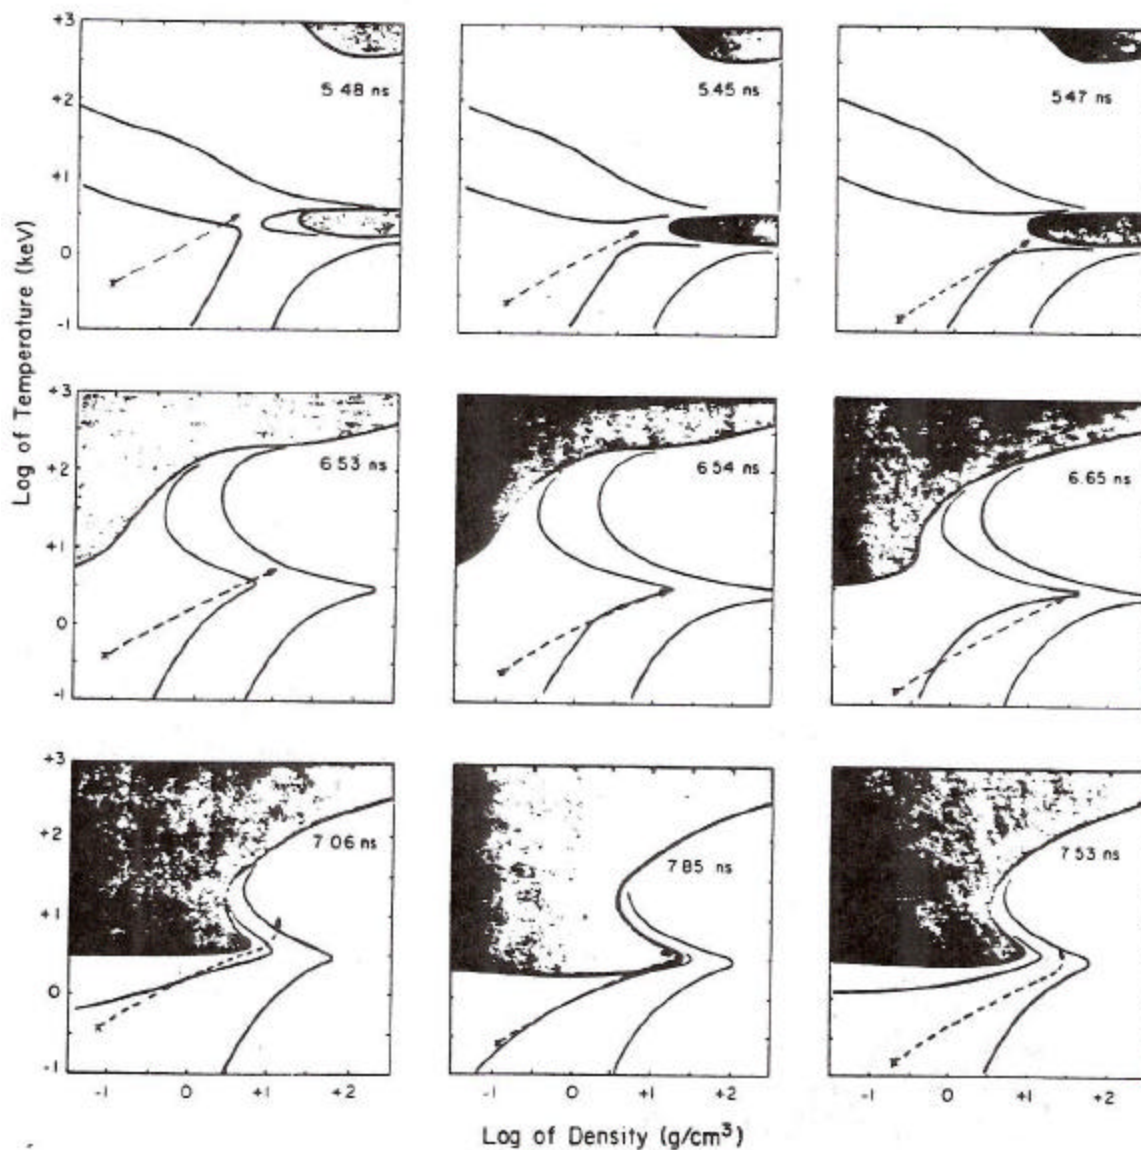 +3
+2
+1
0
-1
5.48 ns
5.45 ns
5.47 ns
Log of Temperature (keV)
+3
+2
+1
0
-1
6.53 ns
6.54 ns
6.65 ns
+3
+2
+1
0
-1
7.06 ns
7.85 ns
7.53 ns
-1 0 +1 +2
-1 0 +1 +2
-1 0 +1 +2
Log of Density (g/cm³)